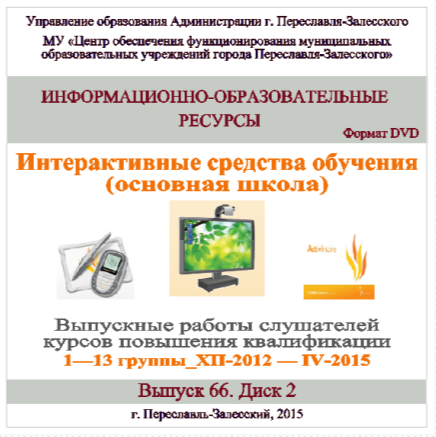 Управление образования Администрации г. Переславля-Залесского
МУ «Центр обеспечения функционирования муниципальных
образовательных учреждений города Переславля-Залесского»
ИНФОРМАЦИОННО-ОБРАЗОВАТЕЛЬНЫЕ
РЕСУРСЫ
Формат DVD
Интерактивные средства обучения
(основная школа)
ActivInspire
Выпускные работы слушателей
курсов повышения квалификации
1—13 группы_XII-2012 — IV-2015
Выпуск 66. Диск 2
г. Переславль-Залесский, 2015